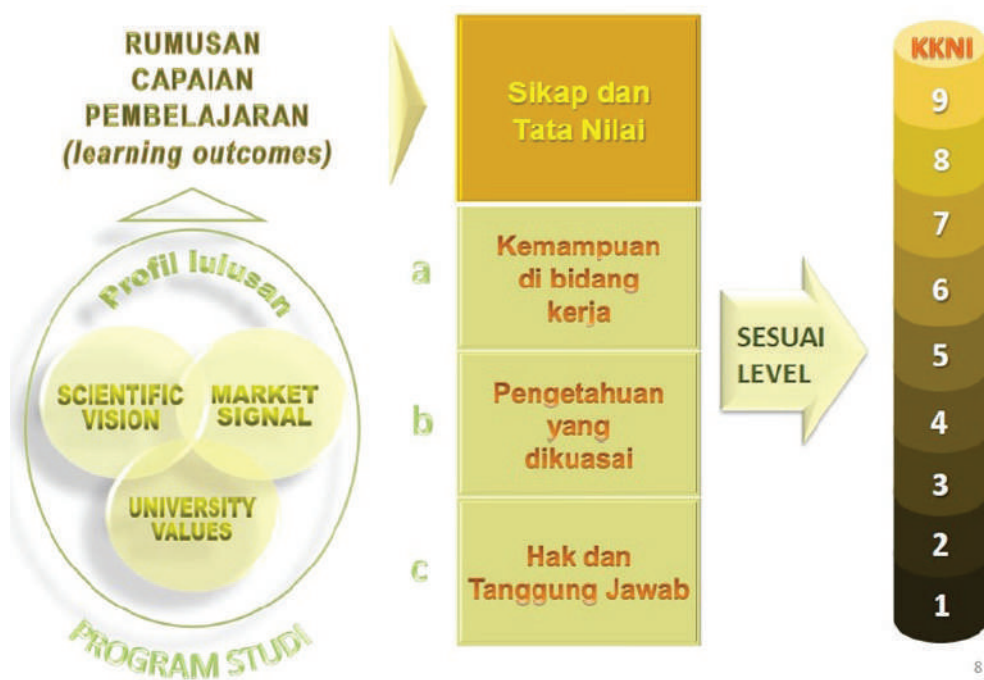 RUMUSAN
CAPAIAN
PEMBELAJARAN
(learning outcomes)
Profil lulusan
SCIENTIFIC
VISION
MARKET
SIGNAL
UNIVERSITY
VALUES
PROGRAM STUDI
Sikap dan
Tata Nilai
a
Kemampuan
di bidang
kerja
b
Pengetahuan
yang
dikuasai
c
Hak dan
Tanggung Jawab
SESUAI
LEVEL
KKNI
9
8
7
6
5
4
3
2
1
8